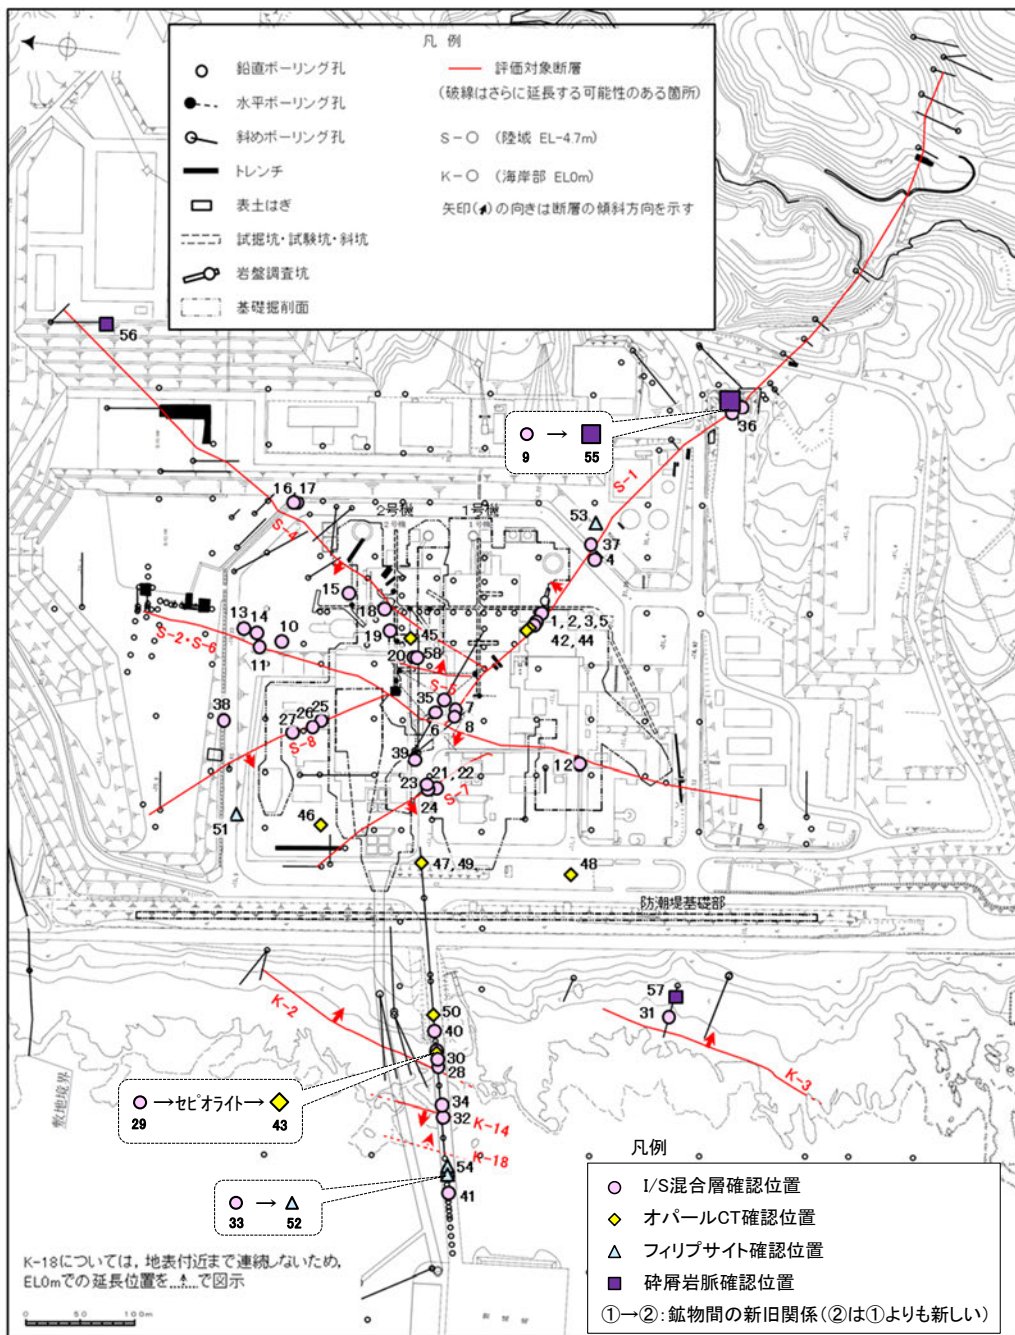 凡 例
鉛直ボーリング孔
水平ボーリング孔
斜めボーリング孔
トレンチ
表土はぎ
試掘坑・試験坑・斜坑
岩盤調査坑
基礎掘削面
評価対象断層
(破線はさらに延長する可能性のある箇所)
S-○ (陸域 EL-4.7m)
K-○ (海岸部 EL0m)
矢印( )の向きは断層の傾斜方向を示す
56
9 → 55
36
S-1
16,17
S-4
2号機
2号機
1号機
1号機
53
37
4
15
18
13
14
10
11
S-2・S-6
19
45
20
58
S-5
1, 2, 3, 5,
42, 44
35
7
6
8
38
25
26
27
S-8
39
12
21, 22
23
24
S-7
51
46
47, 49,
48
防潮堤基礎部
K-2
50
40
30
28
57
31
K-3
→セピオライト→
29 43
34
32
K-14
K-18
54
41
33 → 52
敷地境界
K-18については，地表付近まで連続しないため，
EL0mでの延長位置を……で図示
0 50 100m
凡例
I/S混合層確認位置
オパールCT確認位置
フィリプサイト確認位置
砕屑岩脈確認位置
①→②:鉱物間の新旧関係(②は①よりも新しい)